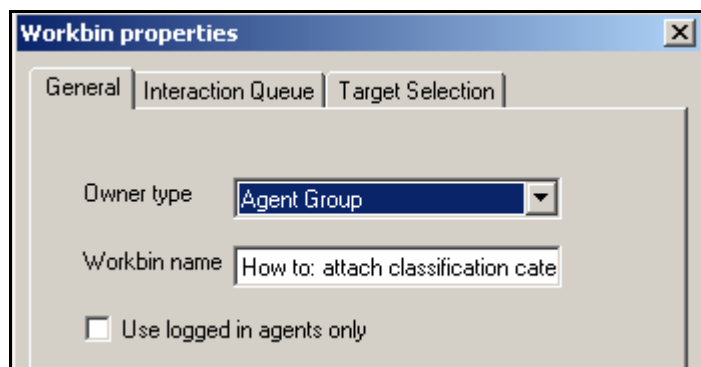 Workbin properties
General Interaction Queue Target Selection
Owner type Agent Group
Workbin name How to: attach classification cate
Use logged in agents only